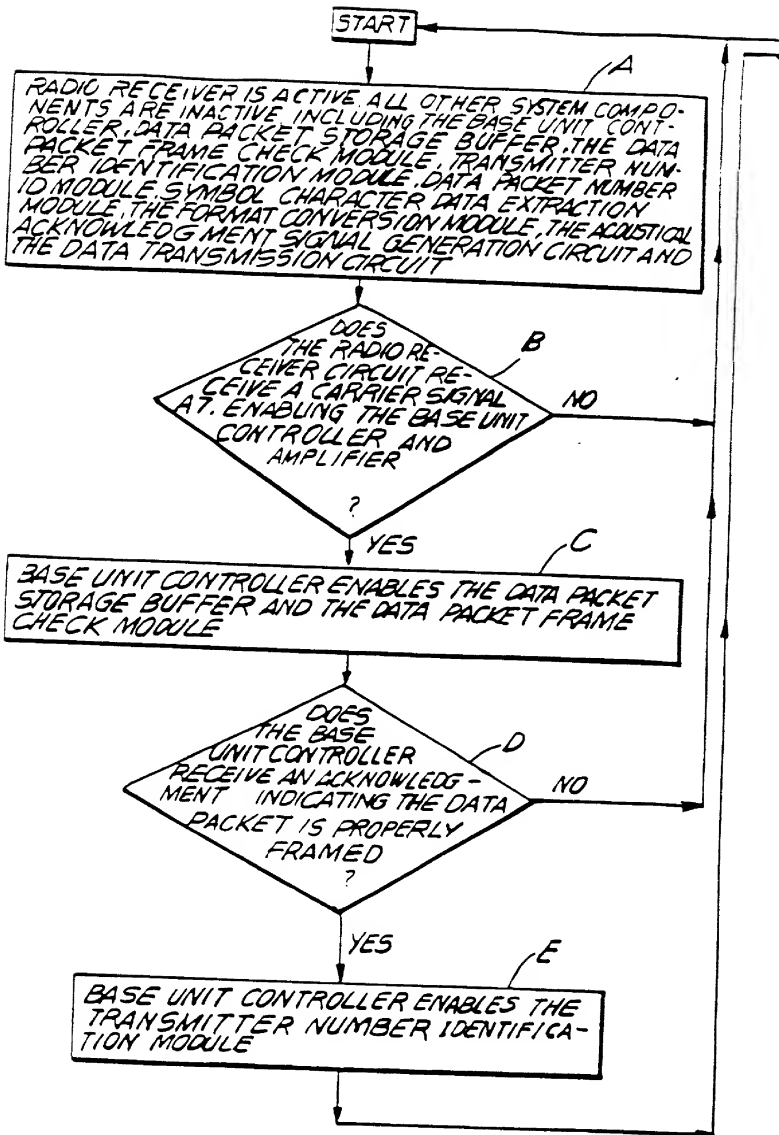 START
A
RADIO RECEIVER IS ACTIVE, ALL OTHER SYSTEM COMPO-
NENTS ARE INACTIVE INCLUDING THE BASE UNIT CONT-
ROLLER, DATA PACKET STORAGE BUFFER, THE DATA
PACKET FRAME CHECK MODULE, TRANSMITTER NUM-
BER IDENTIFICATION MODULE, DATA PACKET NUMBER
ID MODULE, SYMBOL CHARACTER DATA EXTRACTION
MODULE, THE FORMAT CONVERSION MODULE, THE ACOUSTICAL
ACKNOWLEDGMENT SIGNAL GENERATION CIRCUIT AND
THE DATA TRANSMISSION CIRCUIT
B
DOES
THE RADIO RE-
CEIVER CIRCUIT RE-
CEIVE A CARRIER SIGNAL
A7. ENABLING THE BASE UNIT
CONTROLLER AND
AMPLIFIER
?
NO
YES
C
BASE UNIT CONTROLLER ENABLES THE DATA PACKET
STORAGE BUFFER AND THE DATA PACKET FRAME
CHECK MODULE
D
DOES
THE BASE
UNIT CONTROLLER
RECEIVE AN ACKNOWLEDG-
MENT INDICATING THE DATA
PACKET IS PROPERLY
FRAMED
?
NO
YES
E
BASE UNIT CONTROLLER ENABLES THE
TRANSMITTER NUMBER IDENTIFICA-
TION MODULE